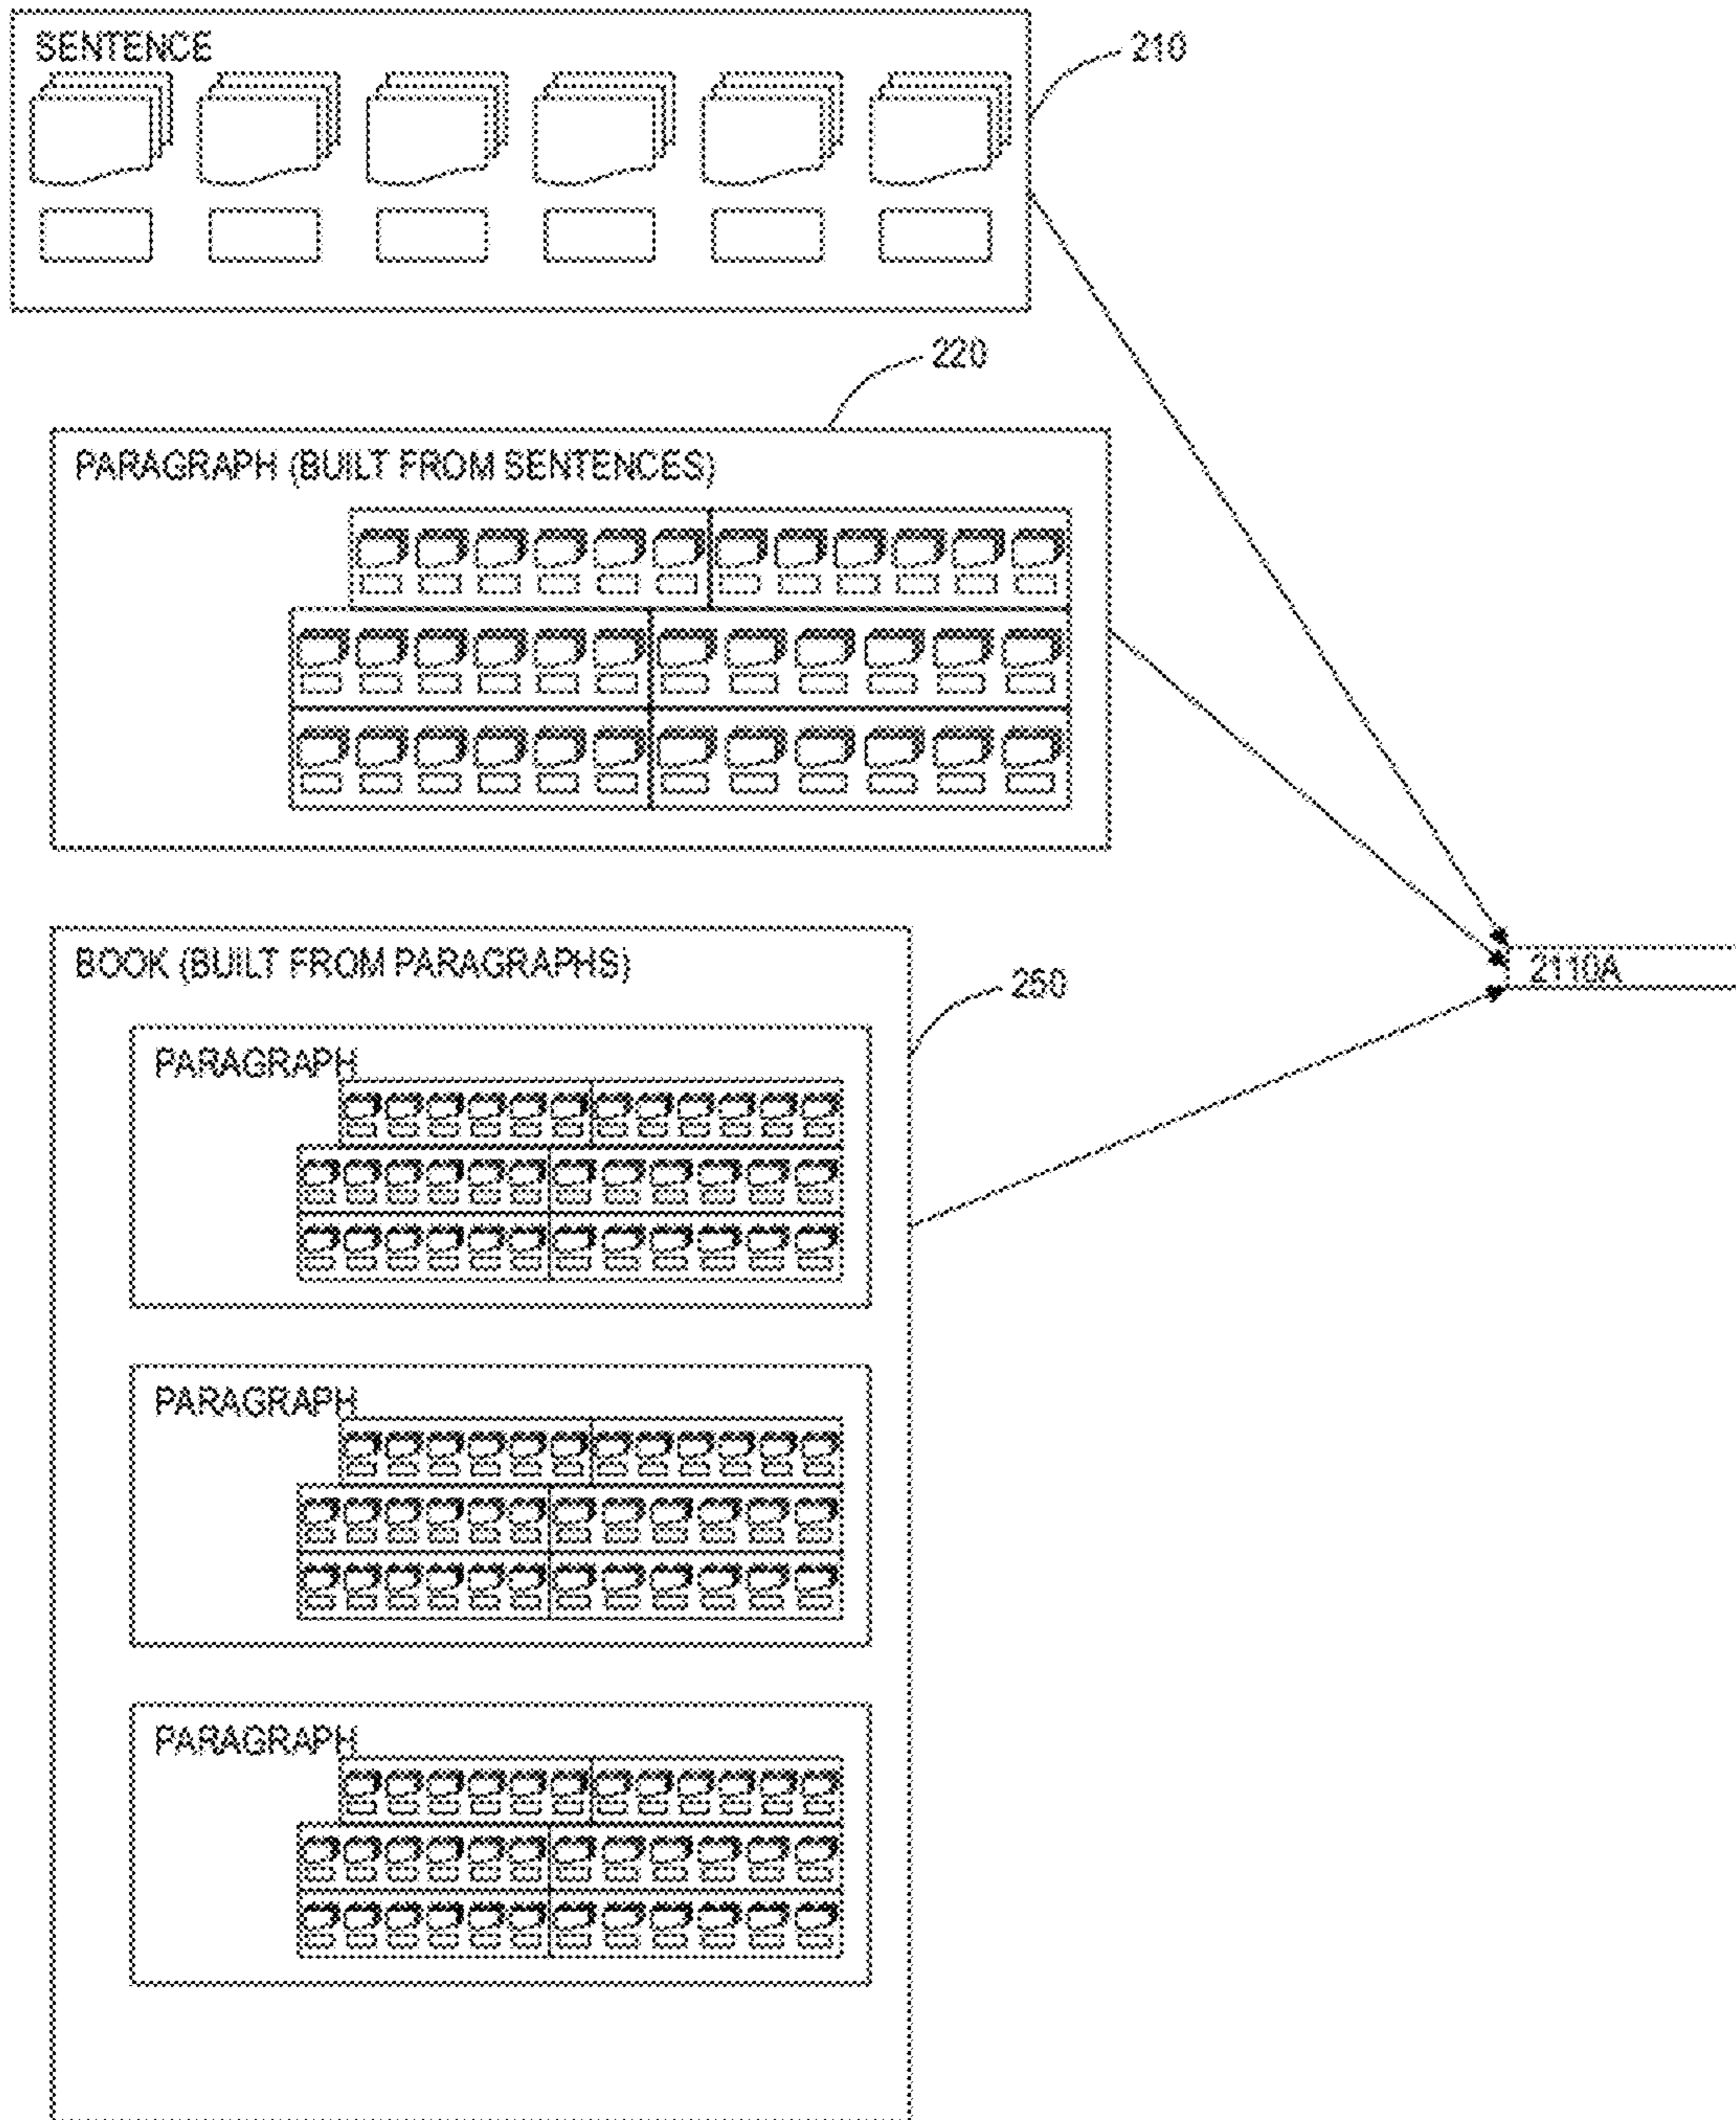 SENTENCE
210
220
PARAGRAPH (BUILT FROM SENTENCES)
BOOK (BUILT FROM PARAGRAPHS)
250
2110A
PARAGRAPH
PARAGRAPH
PARAGRAPH